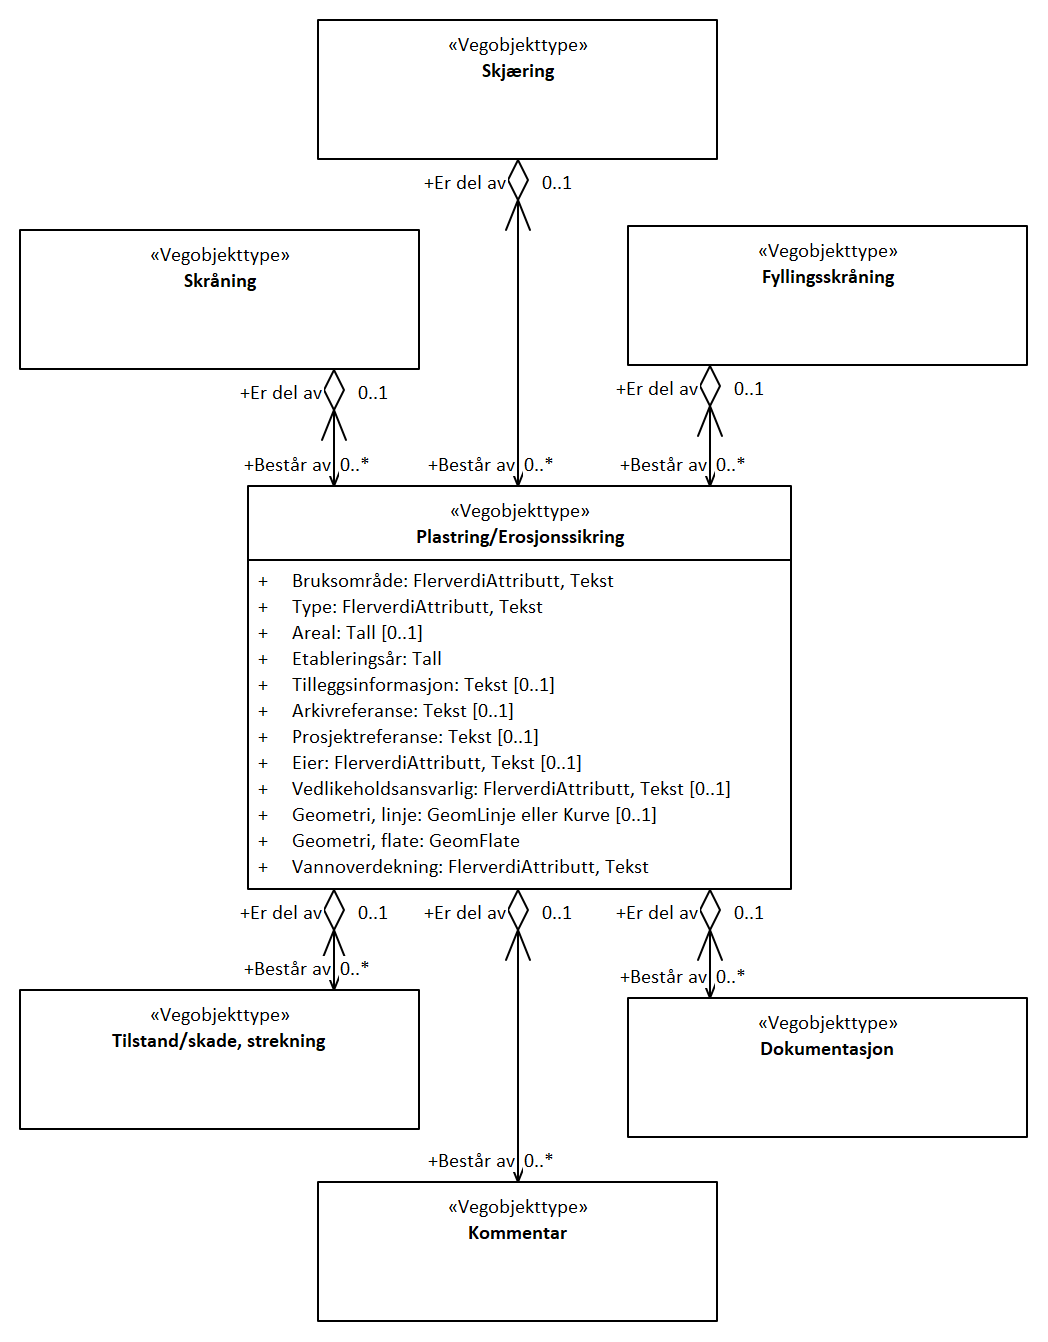 «Vegobjekttype»
Skjæring
+Er del av 0..1
«Vegobjekttype»
Skråning
«Vegobjekttype»
Fyllingsskråning
+Er del av 0..1
+Er del av 0..1
+Består av 0..*
+Består av 0..*
+Består av 0..*
«Vegobjekttype»
Plastring/Erosjonssikring
+ Bruksområde: FlerverdiAttributt, Tekst
+ Type: FlerverdiAttributt, Tekst
+ Areal: Tall [0..1]
+ Etableringsår: Tall
+ Tilleggsinformasjon: Tekst [0..1]
+ Arkivreferanse: Tekst [0..1]
+ Prosjektreferanse: Tekst [0..1]
+ Eier: FlerverdiAttributt, Tekst [0..1]
+ Vedlikeholdsansvarlig: FlerverdiAttributt, Tekst [0..1]
+ Geometri, linje: GeomLinje eller Kurve [0..1]
+ Geometri, flate: GeomFlate
+ Vannoverdekning: FlerverdiAttributt, Tekst
+Er del av 0..1
+Er del av 0..1
+Er del av 0..1
+Består av 0..*
+Består av 0..*
«Vegobjekttype»
Tilstand/skade, strekning
«Vegobjekttype»
Dokumentasjon
+Består av 0..*
«Vegobjekttype»
Kommentar